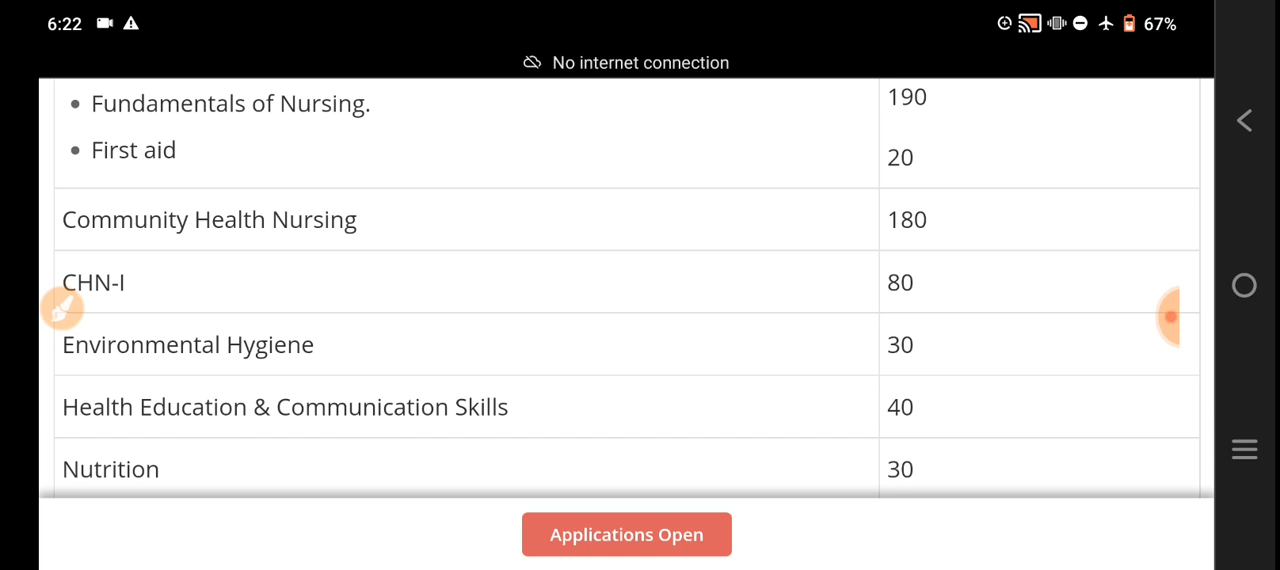 6:22 67%
No internet connection
• Fundamentals of Nursing. 190
• First aid 20
Community Health Nursing 180
CHN-I 80
Environmental Hygiene 30
Health Education & Communication Skills 40
Nutrition 30
Applications Open